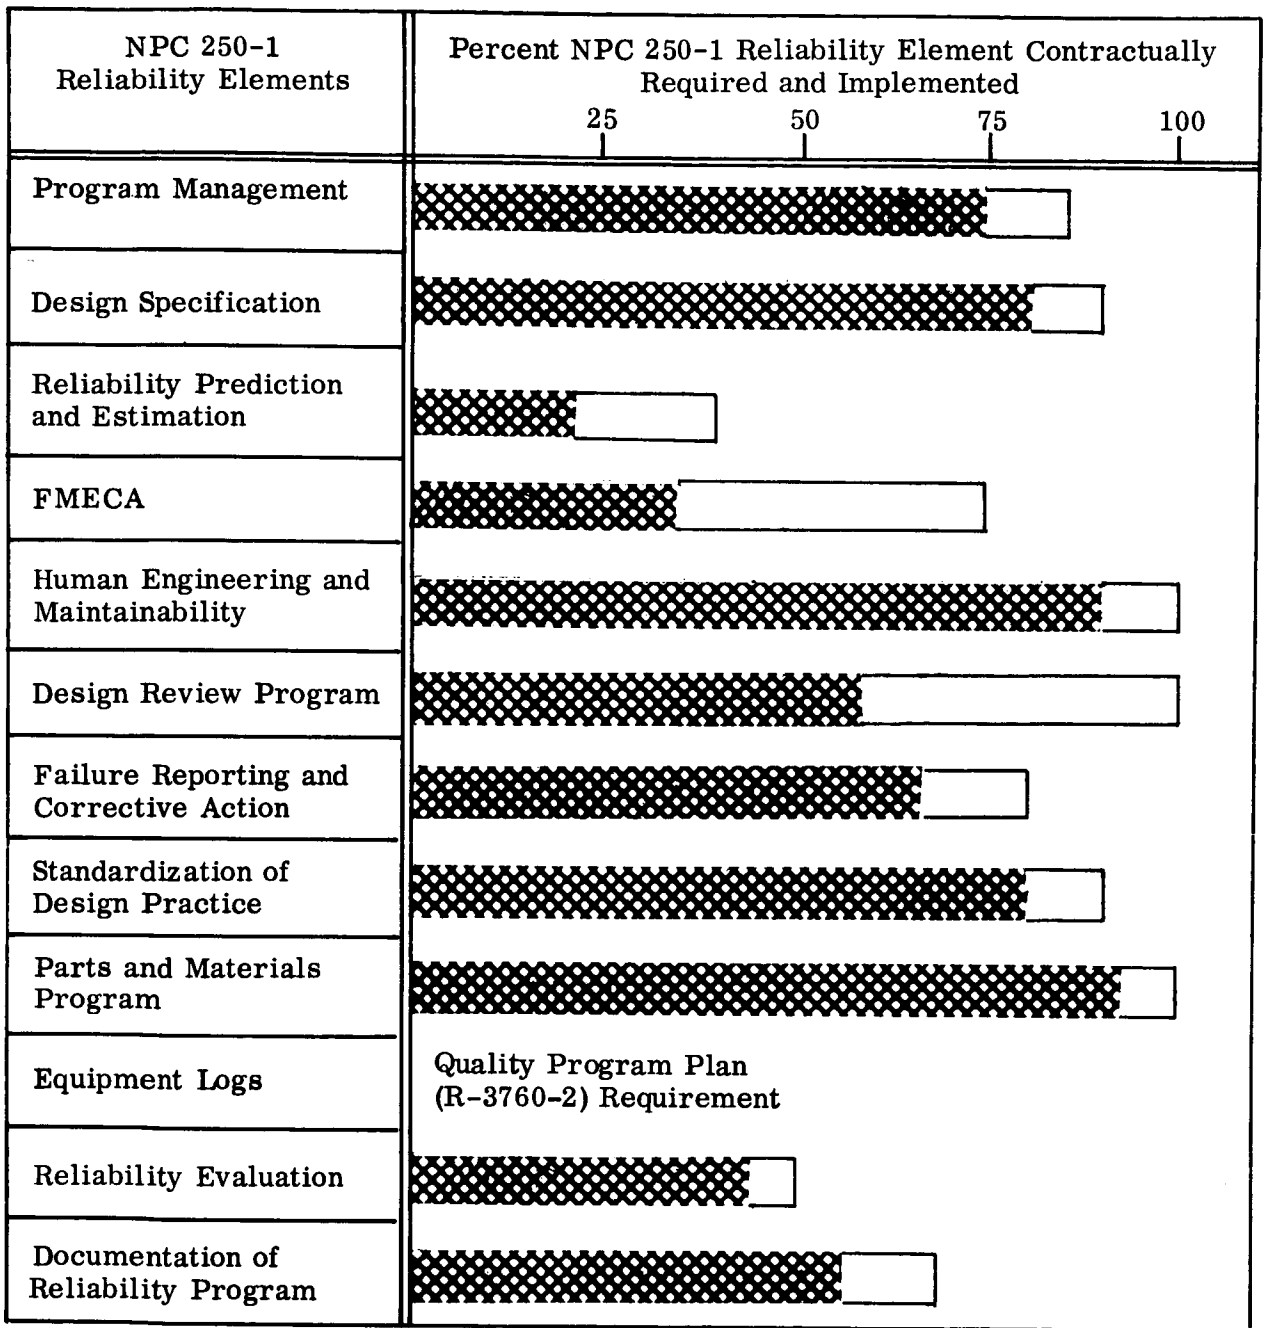 NPC 250-1
Reliability Elements
Percent NPC 250-1 Reliability Element Contractually
Required and Implemented
25 50 75 100
Program Management
Design Specification
Reliability Prediction
and Estimation
FMECA
Human Engineering and
Maintainability
Design Review Program
Failure Reporting and
Corrective Action
Standardization of
Design Practice
Parts and Materials
Program
Equipment Logs
Quality Program Plan
(R-3760-2) Requirement
Reliability Evaluation
Documentation of
Reliability Program